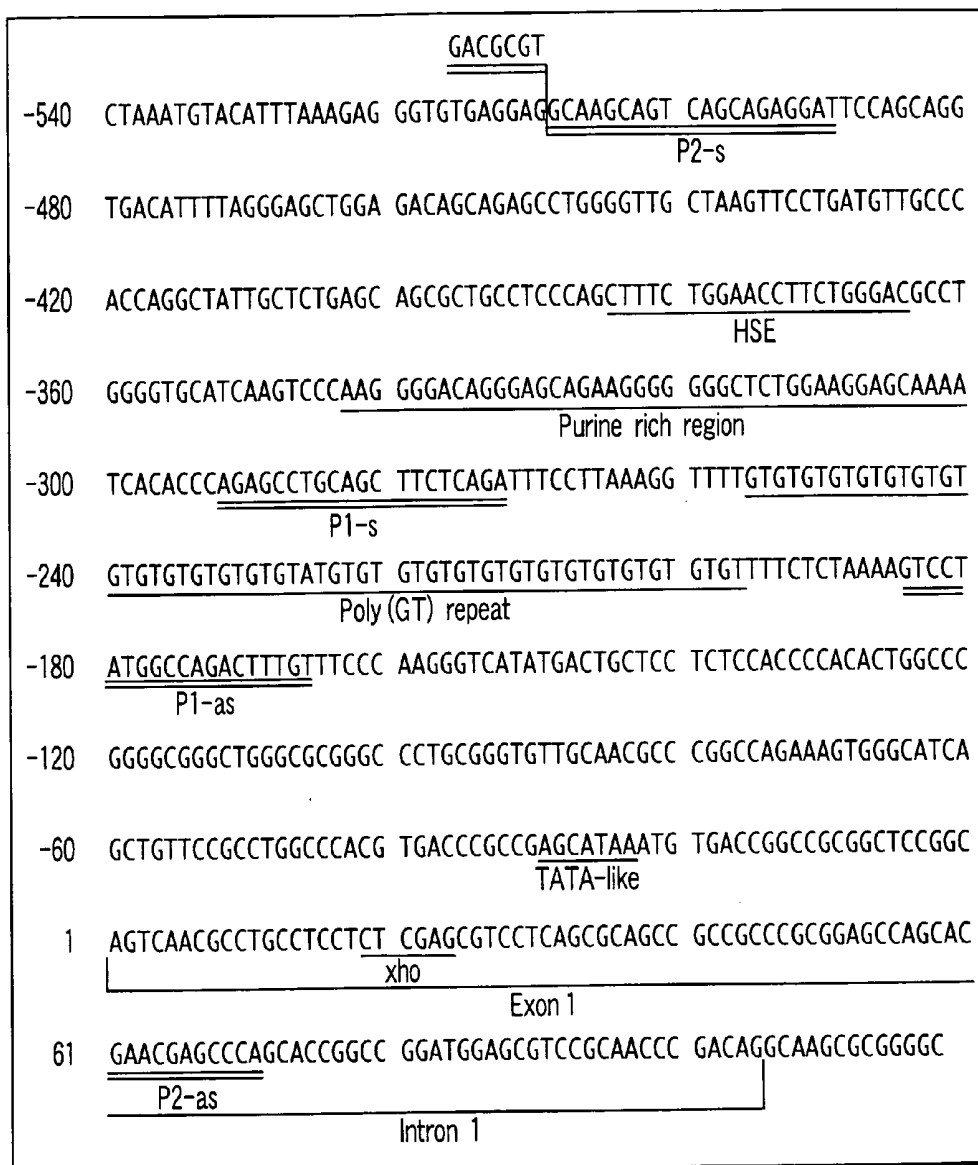 GACGCGT
-540 CTAAATGTACATTTAAAGAG GGTGTGAGGAGGCAAGCAGT CAGCAGAGGATTCCAGCAGG
P2-s
-480 TGACATTTTAGGGAGCTGGA GACAGCAGAGCCTGGGGTTG CTAAGTTCCTGATGTTGCCC
-420 ACCAGGCTATTGCTCTGAGC AGCGCTGCCTCCCAGCTTTC TGGAACCTTCTGGGACGCCT
HSE
-360 GGGGTGCATCAAGTCCCAAG GGGACAGGGAGCAGAAGGGG GGGCTCTGGAAGGAGCAAAA
Purine rich region
-300 TCACACCCAGAGCCTGCAGC TTCTCAGATTTCCTTAAAGG TTTTGTGTGTGTGTGTGTGT
P1-s
-240 GTGTGTGTGTGTGTATGTGT GTGTGTGTGTGTGTGTGTGT GTGTTTTCTCTAAAAGTCCT
Poly (GT) repeat
-180 ATGGCCAGACTTTGTTTCCC AAGGGTCATATGACTGCTCC TCTCCACCCCACACTGGCCC
P1-as
-120 GGGGCGGGCTGGGCGCGGGC CCTGCGGGTGTTGCAACGCC CGGCCAGAAAGTGGGCATCA
-60 GCTGTTCCGCCTGGCCCACG TGACCCGCCGAGCATAAATG TGACCGGCCGCGGCTCCGGC
TATA-like
1 AGTCAACGCCTGCCTCCTCT CGAGCGTCCTCAGCGCAGCC GCCGCCCGCGGAGCCAGCAC
xho
Exon 1
61 GAACGAGCCCAGCACCGGCC GGATGGAGCGTCCGCAACCC GACAGGCAAGCGCGGGGC
P2-as
Intron 1